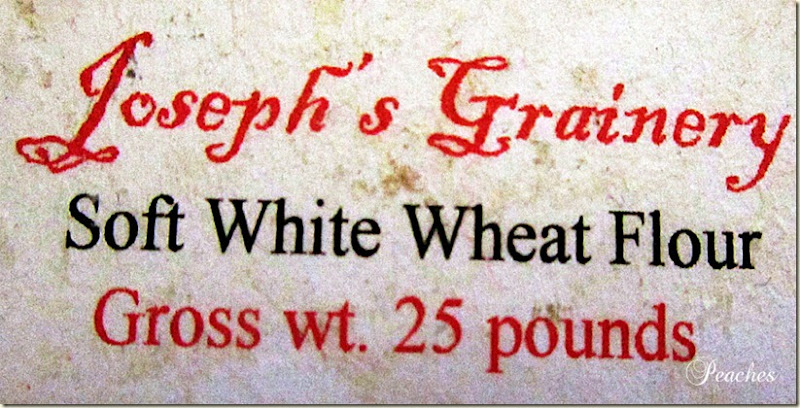 Joseph's Grainery
Soft White Wheat Flour
Gross wt. 25 pounds
Peaches